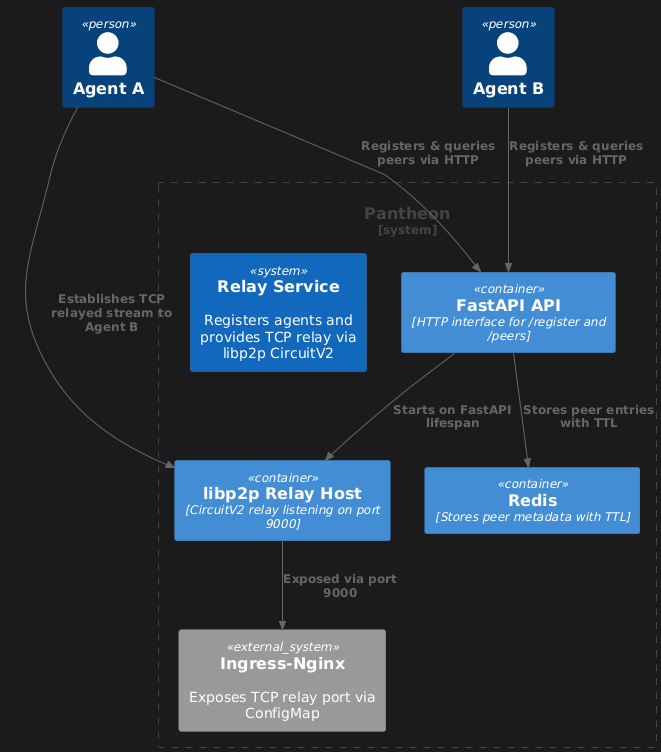 «person»
Agent A
«person»
Agent B
Registers & queries
peers via HTTP
Registers & queries
peers via HTTP
Pantheon
[system]
«system»
Relay Service
Registers agents and
provides TCP relay via
libp2p CircuitV2
«container»
FastAPI API
[HTTP interface for /register and
/peers]
Establishes TCP
relayed stream to
Agent B
Starts on FastAPI
lifespan
Stores peer entries
with TTL
«container»
libp2p Relay Host
[CircuitV2 relay listening on port
9000]
«container»
Redis
[Stores peer metadata with TTL]
Exposed via port
9000
«external_system»
Ingress-Nginx
Exposes TCP relay port via
ConfigMap